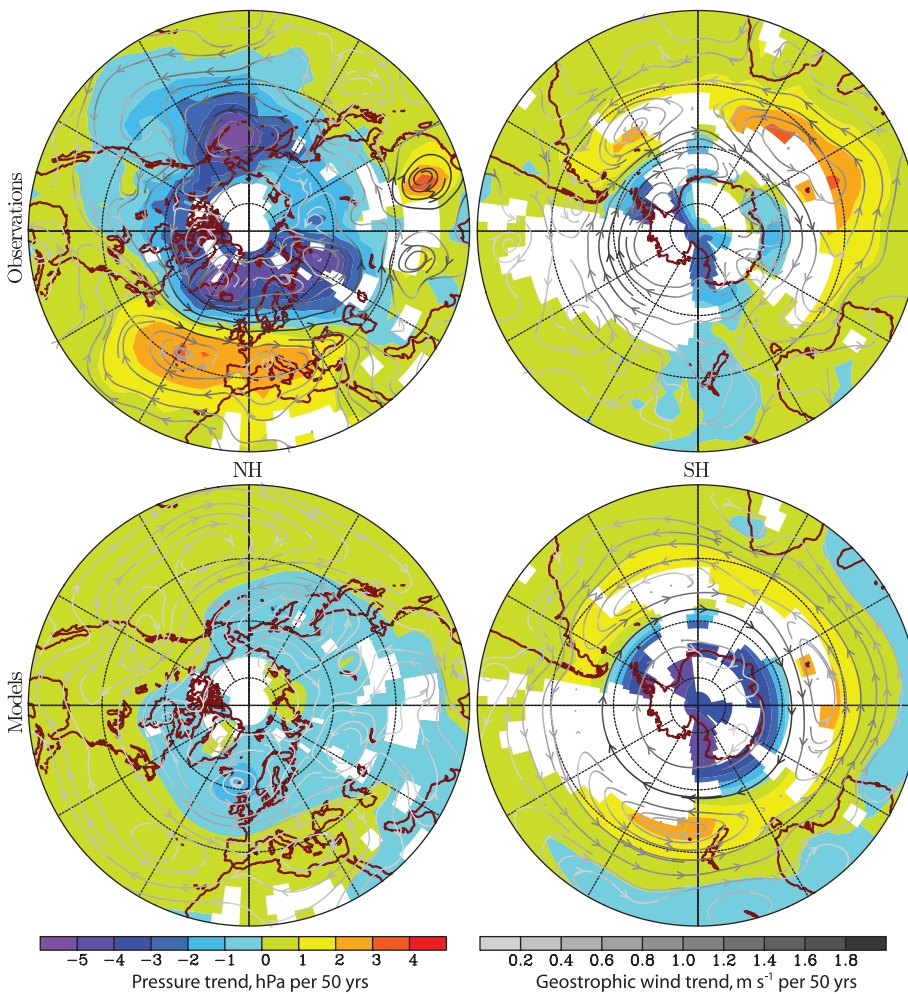 Observations
NH
SH
Models
−5 −4 −3 −2 −1 0 1 2 3 4
Pressure trend, hPa per 50 yrs
0.2 0.4 0.6 0.8 1.0 1.2 1.4 1.6 1.8
Geostrophic wind trend, m s⁻¹ per 50 yrs